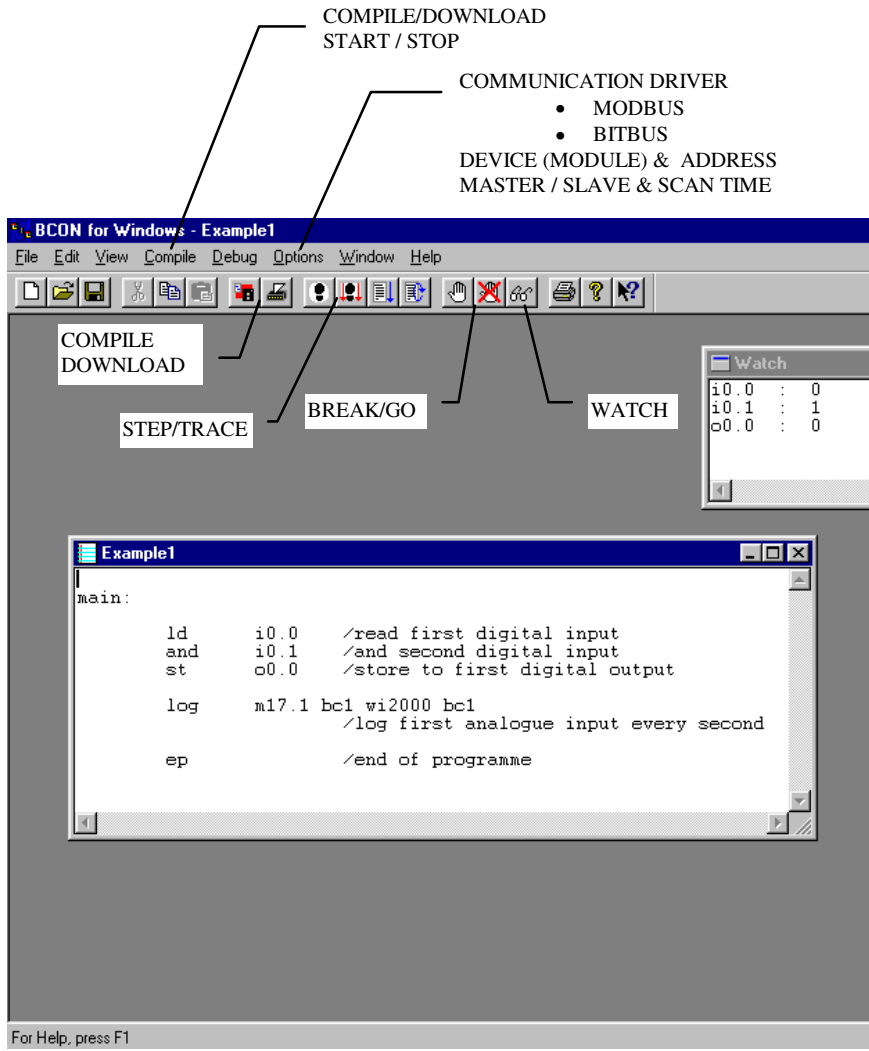 COMPILE/DOWNLOAD
START / STOP
COMMUNICATION DRIVER
• MODBUS
• BITBUS
DEVICE (MODULE) & ADDRESS
MASTER / SLAVE & SCAN TIME
BCON for Windows - Example1
File Edit View Compile Debug Options Window Help
COMPILE
DOWNLOAD
STEP/TRACE
BREAK/GO
WATCH
Watch
i0.0 : 0
i0.1 : 1
o0.0 : 0
Example1
main:
ld i0.0 /read first digital input
and i0.1 /and second digital input
st o0.0 /store to first digital output
log m17.1 bc1 wi2000 bc1
/log first analogue input every second
ep /end of programme
For Help, press F1